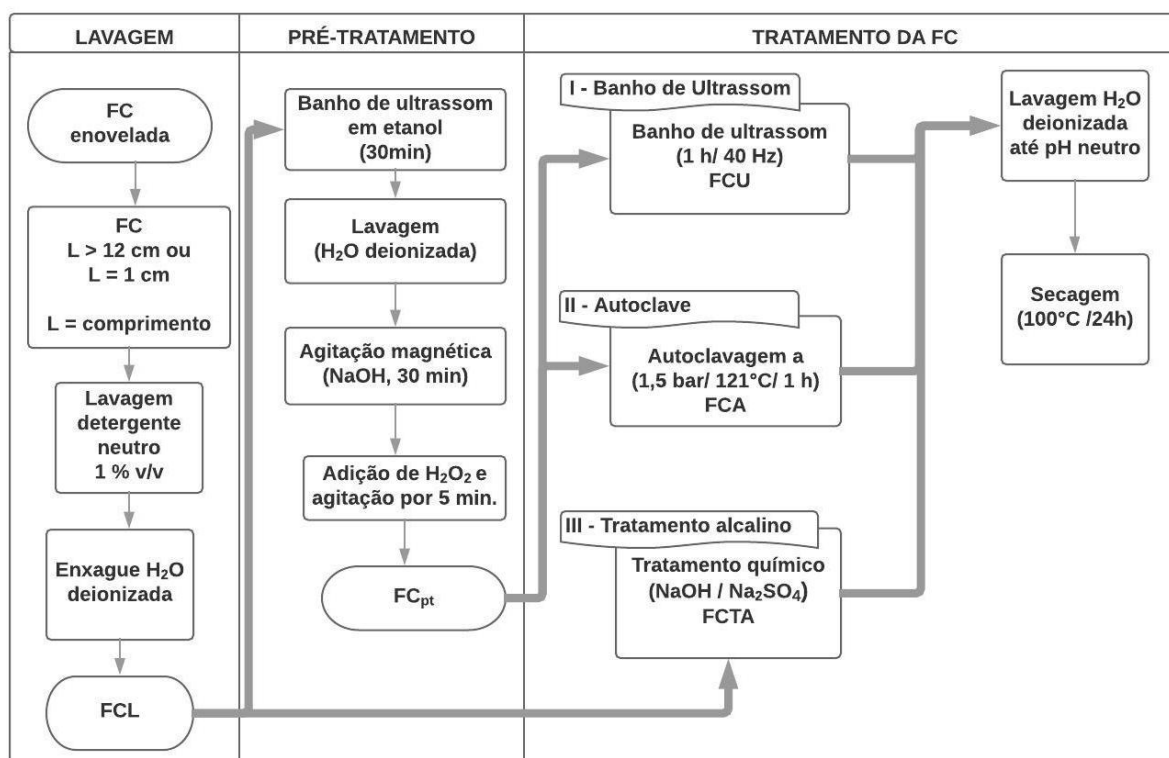 LAVAGEM
FC
enovelada
FC
L > 12 cm ou
L = 1 cm
L = comprimento
Lavagem
detergente
neutro
1 % v/v
Enxague H₂O
deionizada
FCL
PRÉ-TRATAMENTO
Banho de ultrassom
em etanol
(30min)
Lavagem
(H₂O deionizada)
Agitação magnética
(NaOH, 30 min)
Adição de H₂O₂ e
agitação por 5 min.
FCpt
TRATAMENTO DA FC
I - Banho de Ultrassom
Banho de ultrassom
(1 h/ 40 Hz)
FCU
II - Autoclave
Autoclavagem a
(1,5 bar/ 121°C/ 1 h)
FCA
III - Tratamento alcalino
Tratamento químico
(NaOH / Na₂SO₄)
FCTA
Lavagem H₂O
deionizada
até pH neutro
Secagem
(100°C /24h)